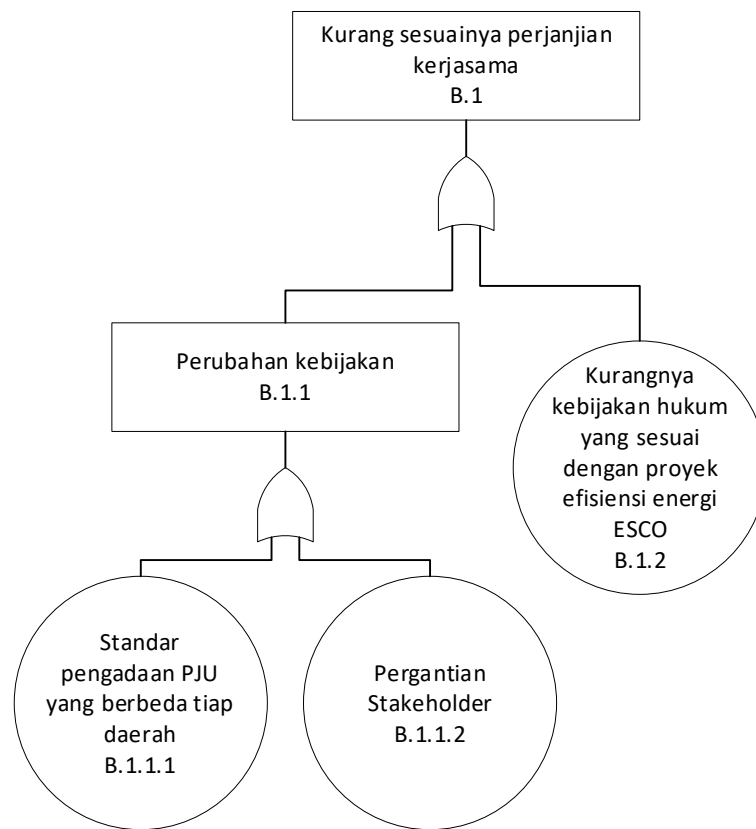 Kurang sesuainya perjanjian
kerjasama
B.1
Perubahan kebijakan
B.1.1
Kurangnya
kebijakan hukum
yang sesuai
dengan proyek
efisiensi energi
ESCO
B.1.2
Standar
pengadaan PJU
yang berbeda tiap
daerah
B.1.1.1
Pergantian
Stakeholder
B.1.1.2